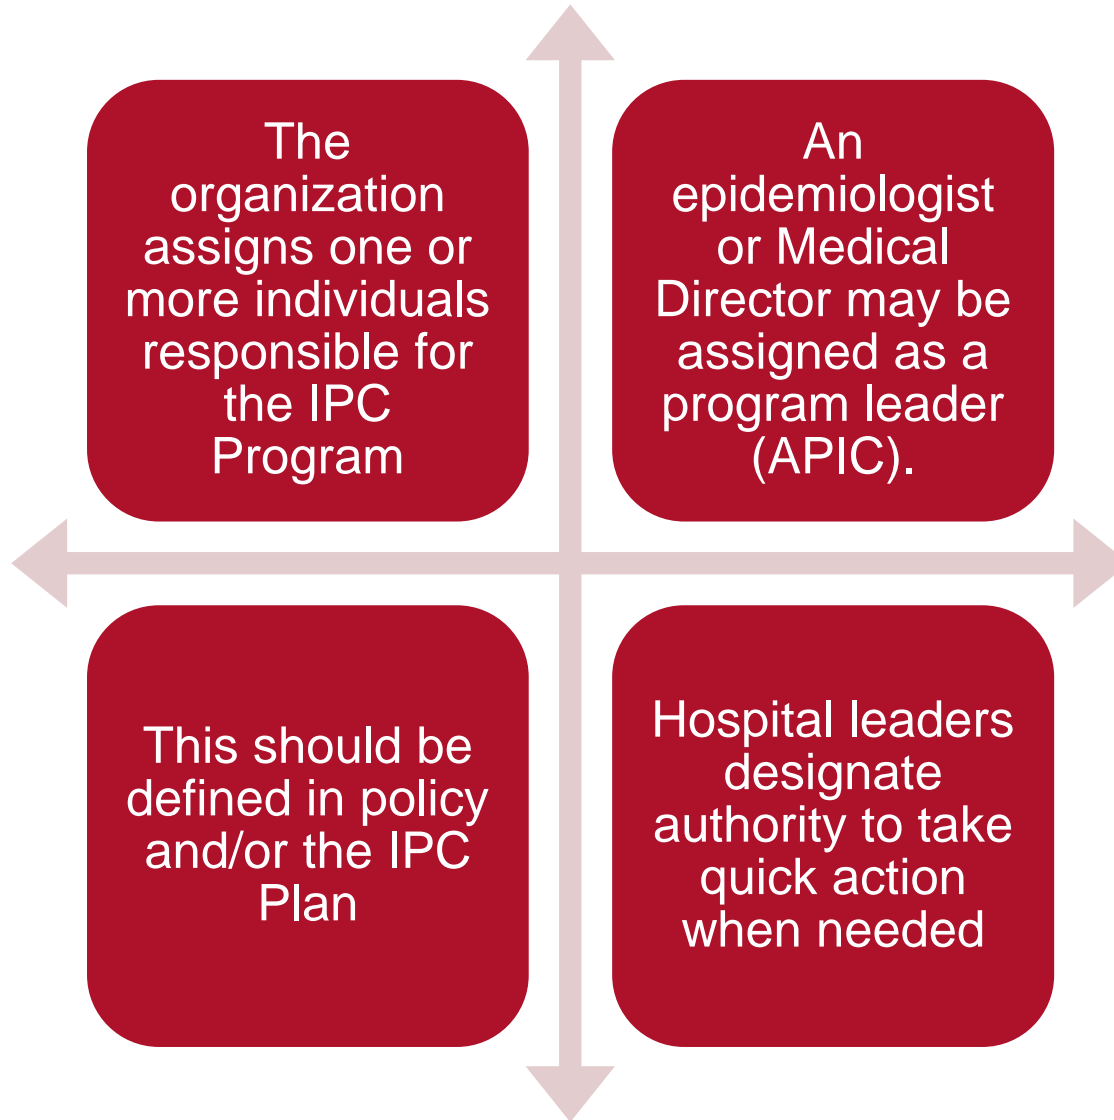 The
organization
assigns one or
more individuals
responsible for
the IPC
Program
An
epidemiologist
or Medical
Director may be
assigned as a
program leader
(APIC).
This should be
defined in policy
and/or the IPC
Plan
Hospital leaders
designate
authority to take
quick action
when needed